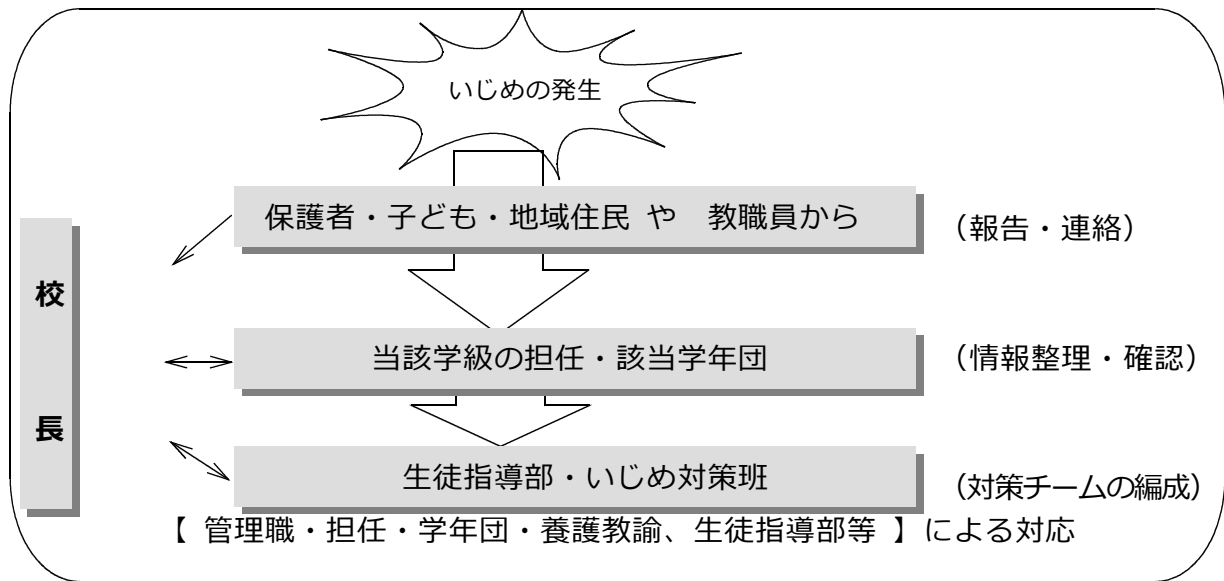 いじめの発生
保護者・子ども・地域住民 や　教職員から
（報告・連絡）
校長
当該学級の担任・該当学年団
（情報整理・確認）
生徒指導部・いじめ対策班
（対策チームの編成）
【 管理職・担任・学年団・養護教諭、生徒指導部等 】による対応